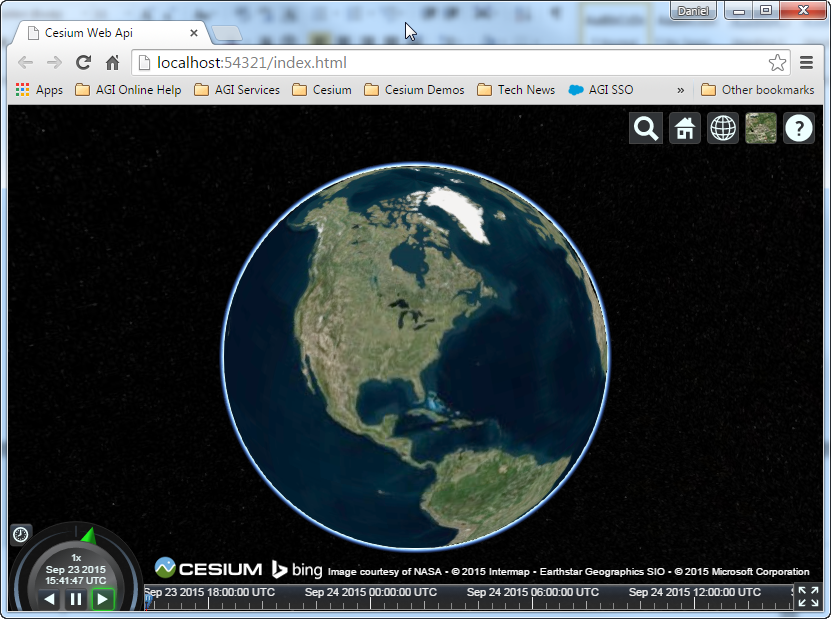 Daniel
Cesium Web Api
localhost:54321/index.html
Apps AGI Online Help AGI Services Cesium Cesium Demos Tech News AGI SSO » Other bookmarks
?
1x
Sep 23 2015
15:41:47 UTC
CESIUM bing Image courtesy of NASA • © 2015 Intermap • Earthstar Geographics SIO • © 2015 Microsoft Corporation
Sep 23 2015 18:00:00 UTC Sep 24 2015 00:00:00 UTC Sep 24 2015 06:00:00 UTC Sep 24 2015 12:00:00 UTC